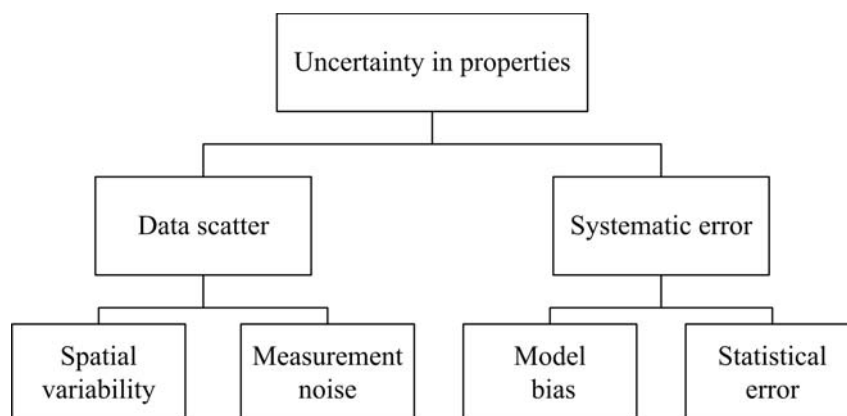 Uncertainty in properties
Data scatter
Systematic error
Spatial
variability
Measurement
noise
Model
bias
Statistical
error